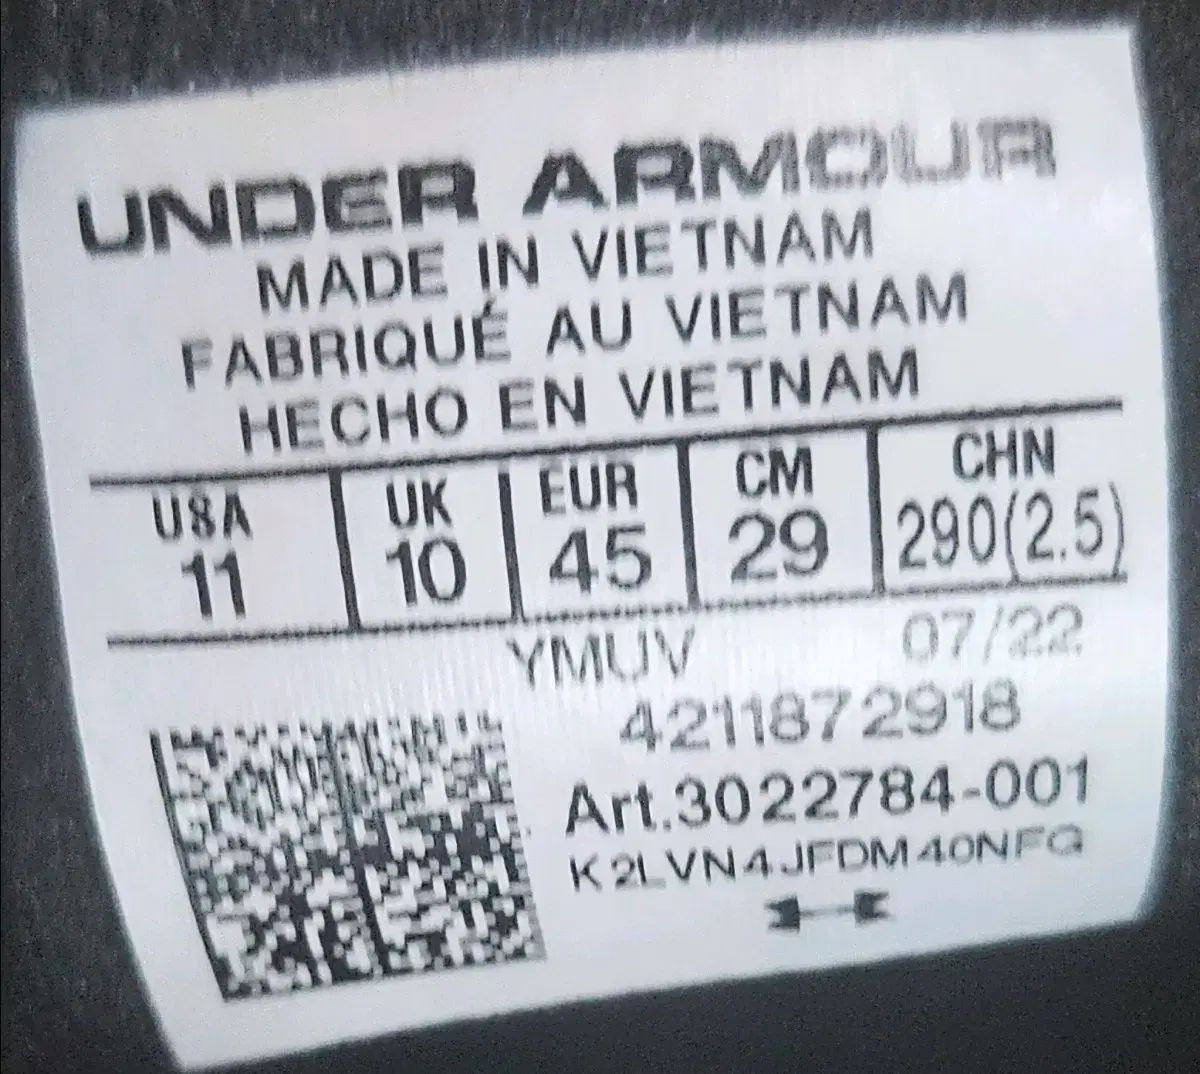 UNDER ARMOUR
MADE IN VIETNAM
FABRIQUÉ AU VIETNAM
HECHO EN VIETNAM
USA UK EUR CM CHN
11 10 45 29 290(2.5)
YMUV 07/22
4211872918
Art.3022784-001
K2LVN4JFDM40NFG